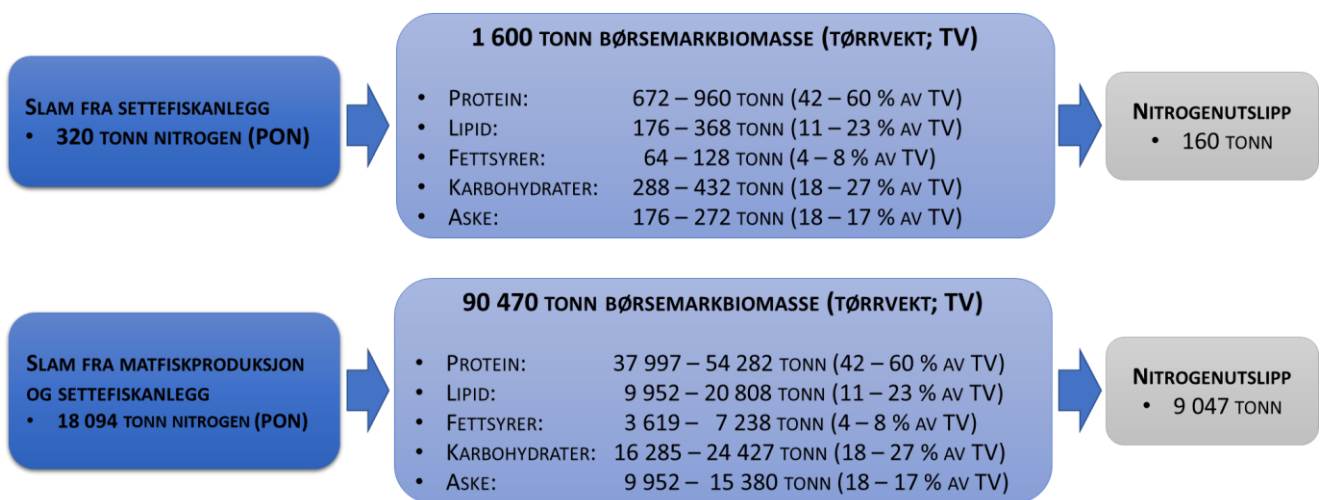 SLAM FRA SETTEFISKANLEGG
• 320 TONN NITROGEN (PON)
1 600 TONN BØRSEMARKBIOMASSE (TØRRVEKT; TV)
• PROTEIN: 672 – 960 TONN (42 – 60 % AV TV)
• LIPID: 176 – 368 TONN (11 – 23 % AV TV)
• FETTSYRER: 64 – 128 TONN (4 – 8 % AV TV)
• KARBOHYDRATER: 288 – 432 TONN (18 – 27 % AV TV)
• ASKE: 176 – 272 TONN (18 – 17 % AV TV)
NITROGENUTSLIPP
• 160 TONN
SLAM FRA MATFISKPRODUKSJON
OG SETTEFISKANLEGG
• 18 094 TONN NITROGEN (PON)
90 470 TONN BØRSEMARKBIOMASSE (TØRRVEKT; TV)
• PROTEIN: 37 997 – 54 282 TONN (42 – 60 % AV TV)
• LIPID: 9 952 – 20 808 TONN (11 – 23 % AV TV)
• FETTSYRER: 3 619 – 7 238 TONN (4 – 8 % AV TV)
• KARBOHYDRATER: 16 285 – 24 427 TONN (18 – 27 % AV TV)
• ASKE: 9 952 – 15 380 TONN (18 – 17 % AV TV)
NITROGENUTSLIPP
• 9 047 TONN